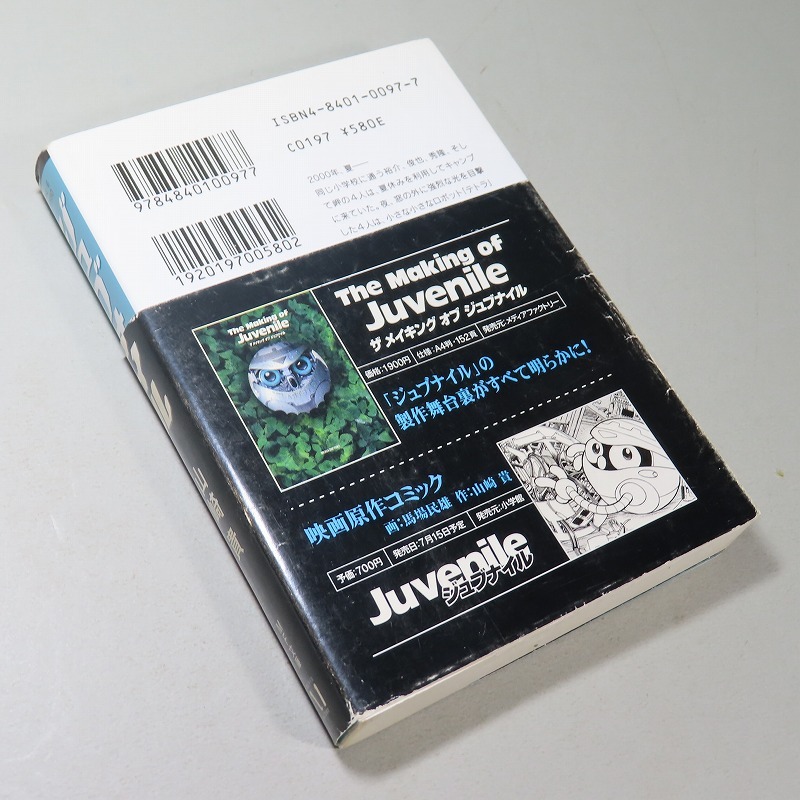 ISBN4-8401-0097-7
C0197 ¥580E
9784840100977
1920197005802
2000年、夏——
同じ小学校に通う祐介、俊也、秀隆、そし
て岬の4人は、夏休みを利用してキャンプ
に来ていた。夜、窓の外に強烈な光を目撃
した4人は、小さな小さなロボット「テトラ」
The Making of
Juvenile
ザ メイキング オブ ジュブナイル
価格:1900円
仕様:A4判・152頁
発売元:メディアファクトリー
The Making of
Juvenile
「ジュブナイル」の
製作舞台裏がすべて明らかに!
映画原作コミック
画:馬場民雄 作:山崎 貴
予価:700円
発売日:7月15日予定
発売元:小学館
Juvenile
ジュブナイル